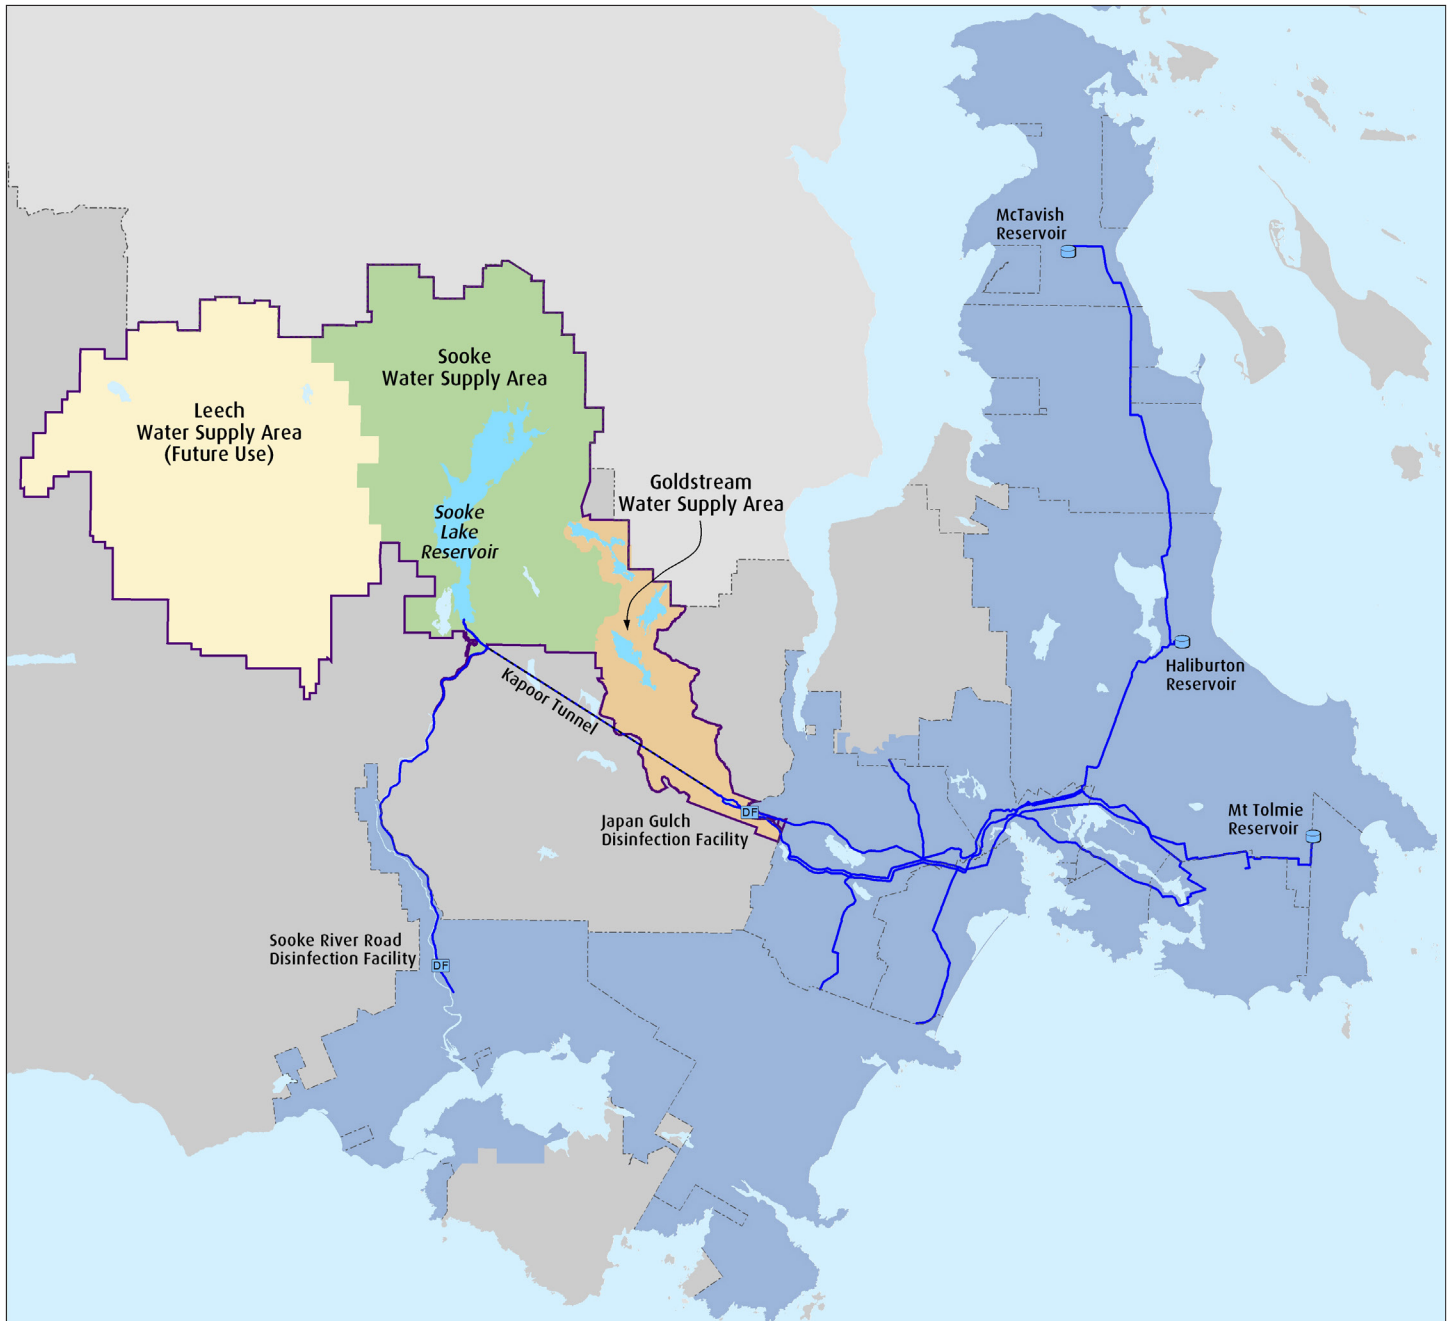 McTavish
Reservoir
Sooke
Water Supply Area
Leech
Water Supply Area
(Future Use)
Goldstream
Water Supply Area
Sooke
Lake
Reservoir
Haliburton
Reservoir
Kapoor Tunnel
DF
Japan Gulch
Disinfection Facility
Mt Tolmie
Reservoir
Sooke River Road
Disinfection Facility
DF